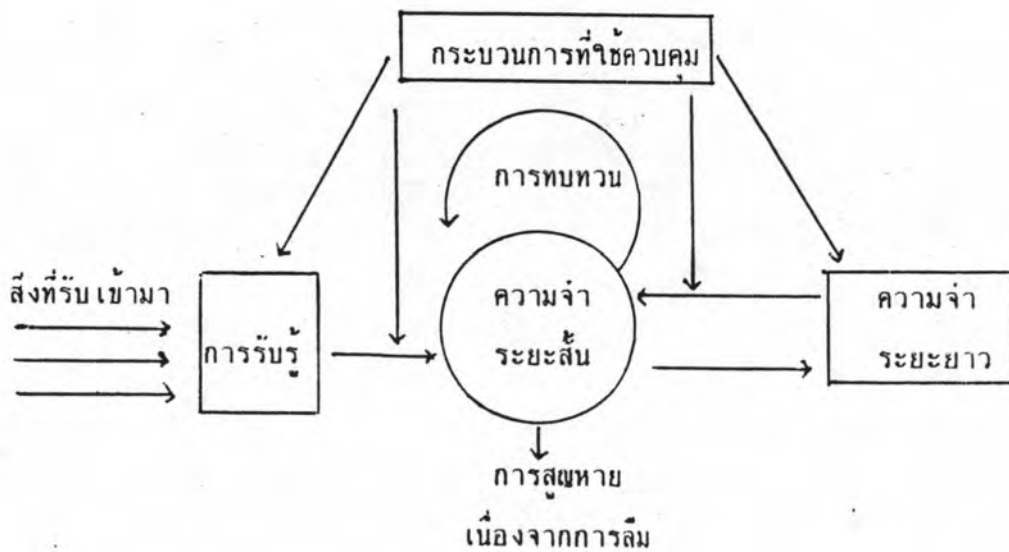 กระบวนการที่ใช้ควบคุม
การทบทวน
สิ่งที่รับเข้ามา
การรับรู้
ความจำ
ระยะสั้น
ความจำ
ระยะยาว
การสูญหาย
เนื่องจากการลืม